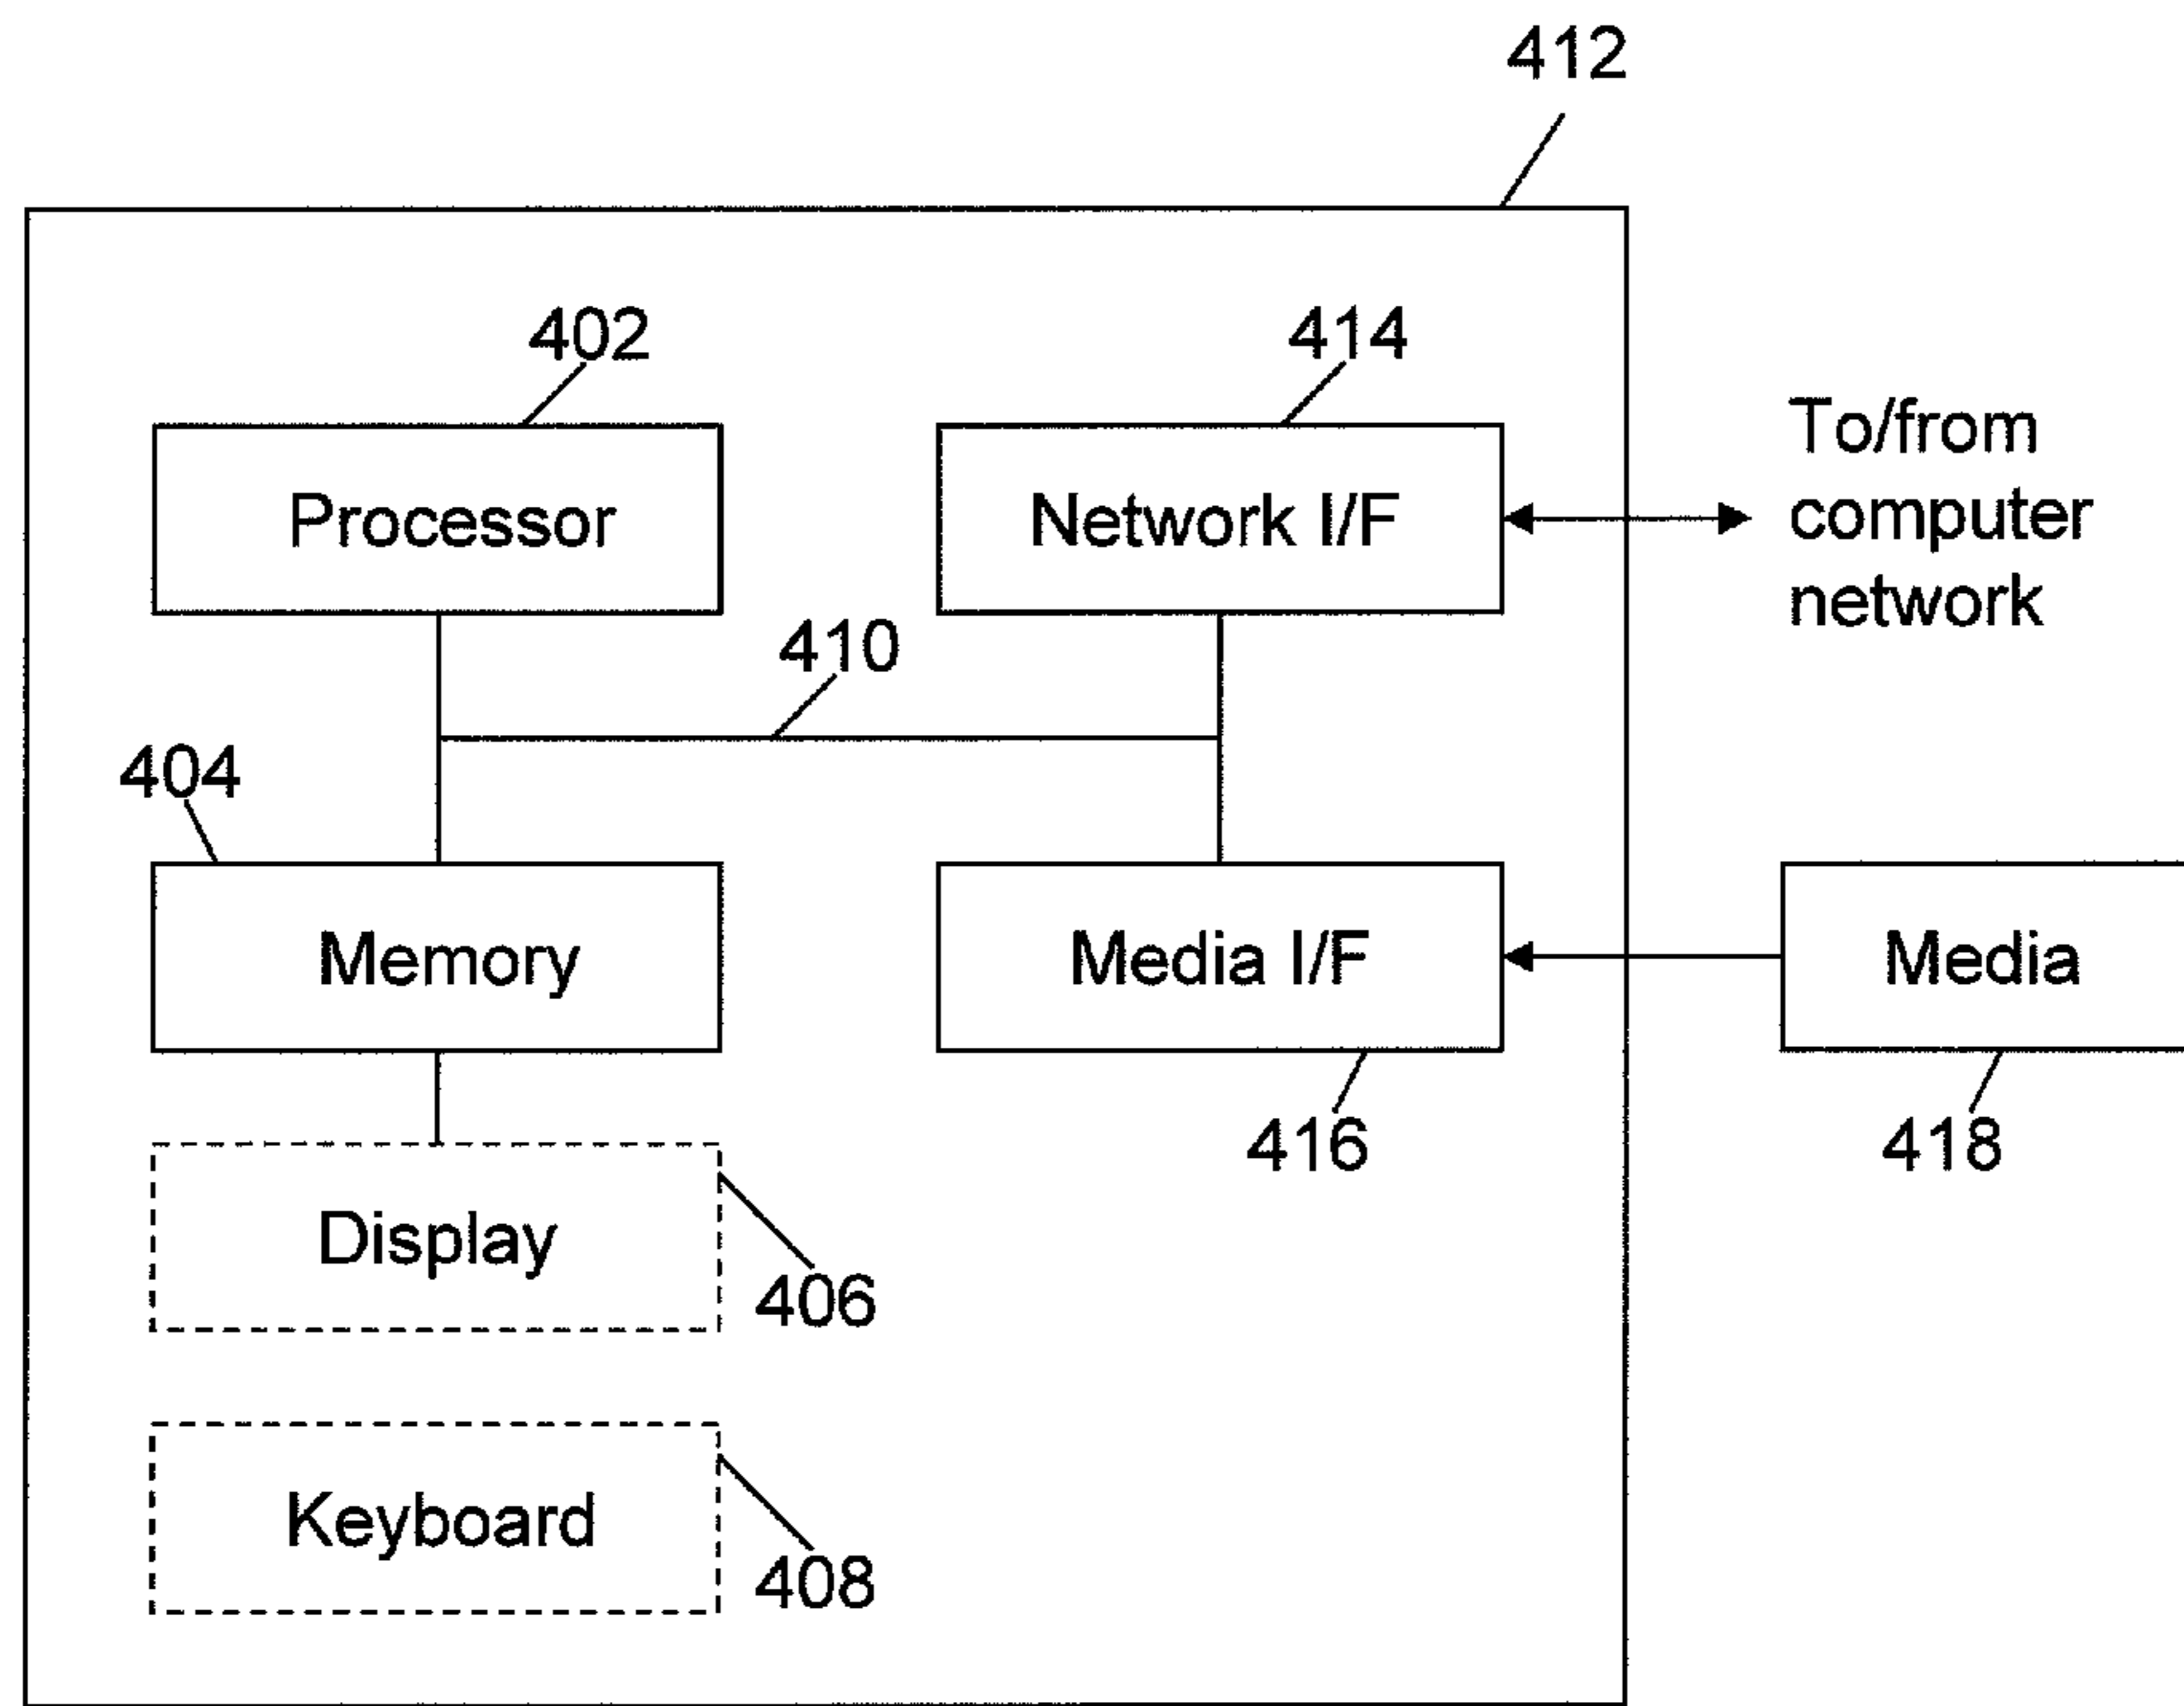 412
402
414
Processor
Network I/F
To/from
computer
network
410
404
Memory
Media I/F
Media
416
418
Display
406
Keyboard
408